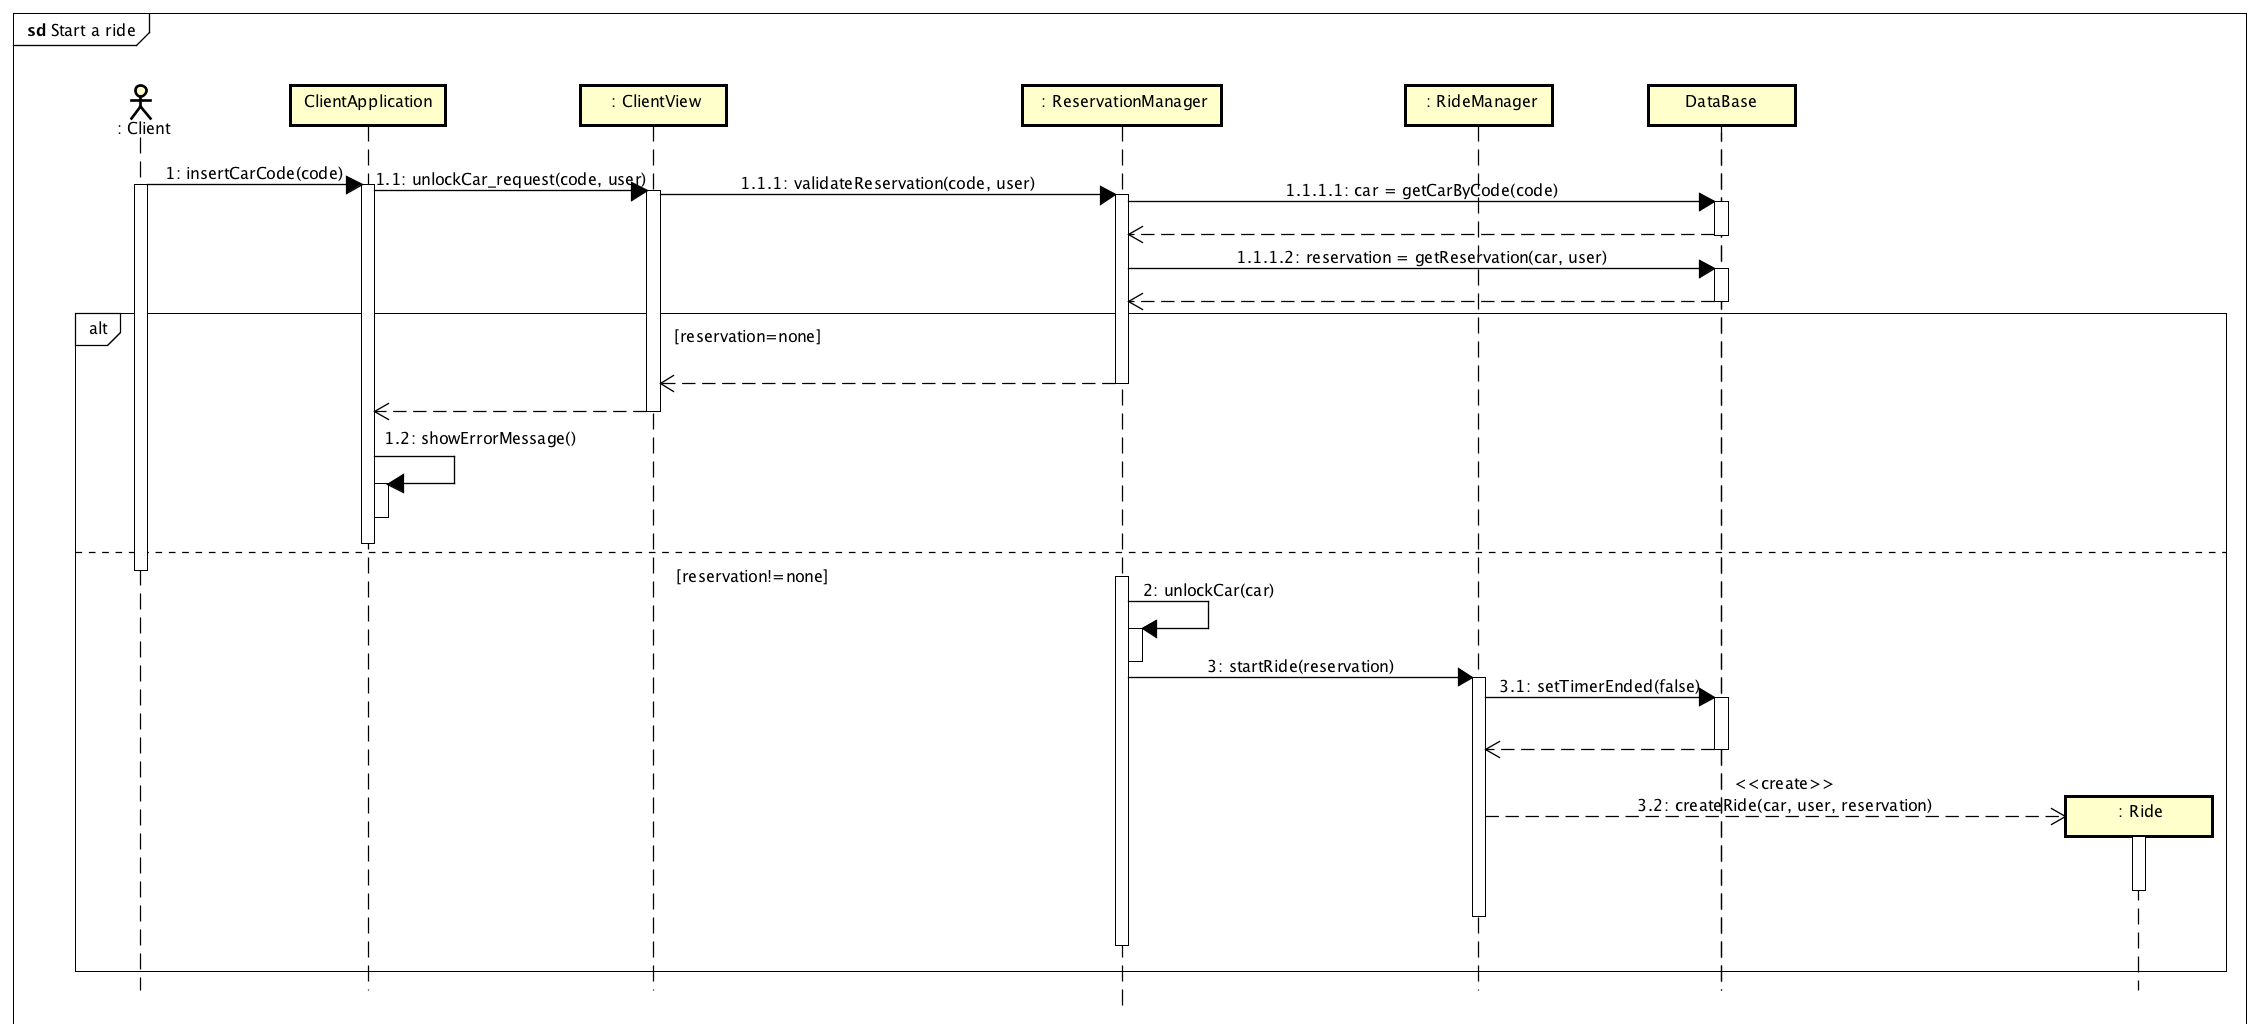 sd Start a ride
: Client
ClientApplication
: ClientView
: ReservationManager
: RideManager
DataBase
1: insertCarCode(code)
1.1: unlockCar_request(code, user)
1.1.1: validateReservation(code, user)
1.1.1.1: car = getCarByCode(code)
1.1.1.2: reservation = getReservation(car, user)
alt
[reservation=none]
1.2: showErrorMessage()
[reservation!=none]
2: unlockCar(car)
3: startRide(reservation)
3.1: setTimerEnded(false)
<<create>>
3.2: createRide(car, user, reservation)
: Ride